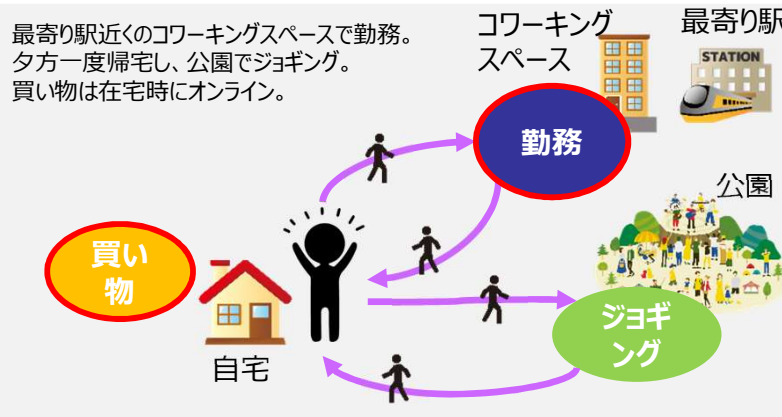 最寄り駅近くのコワーキングスペースで勤務。
夕方一度帰宅し、公園でジョギング。
買い物は在宅時にオンライン。
コワーキング
スペース
最寄り駅
STATION
勤務
公園
買い
物
ジョギ
ング
自宅